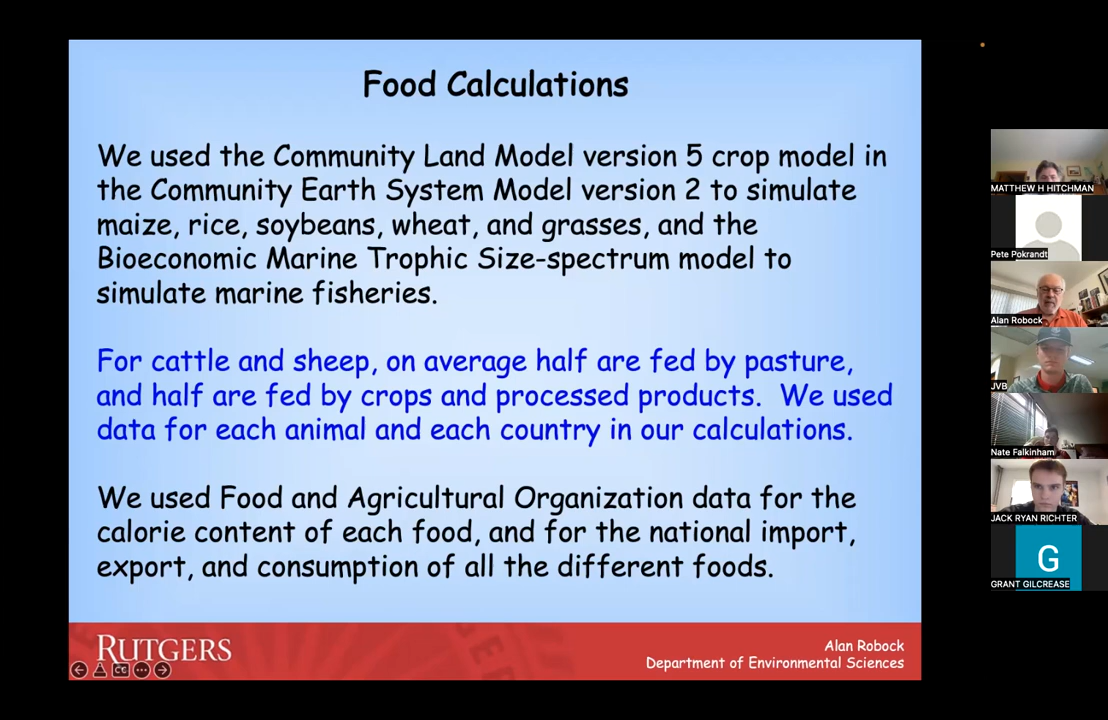 Food Calculations
We used the Community Land Model version 5 crop model in
the Community Earth System Model version 2 to simulate
maize, rice, soybeans, wheat, and grasses, and the
Bioeconomic Marine Trophic Size-spectrum model to
simulate marine fisheries.
For cattle and sheep, on average half are fed by pasture,
and half are fed by crops and processed products.  We used
data for each animal and each country in our calculations.
We used Food and Agricultural Organization data for the
calorie content of each food, and for the national import,
export, and consumption of all the different foods.
RUTGERS
CC
Alan Robock
Department of Environmental Sciences
MATTHEW H HITCHMAN
Pete Pokrandt
Alan Robock
JVB
Nate Falkinham
JACK RYAN RICHTER
G
GRANT GILCREASE